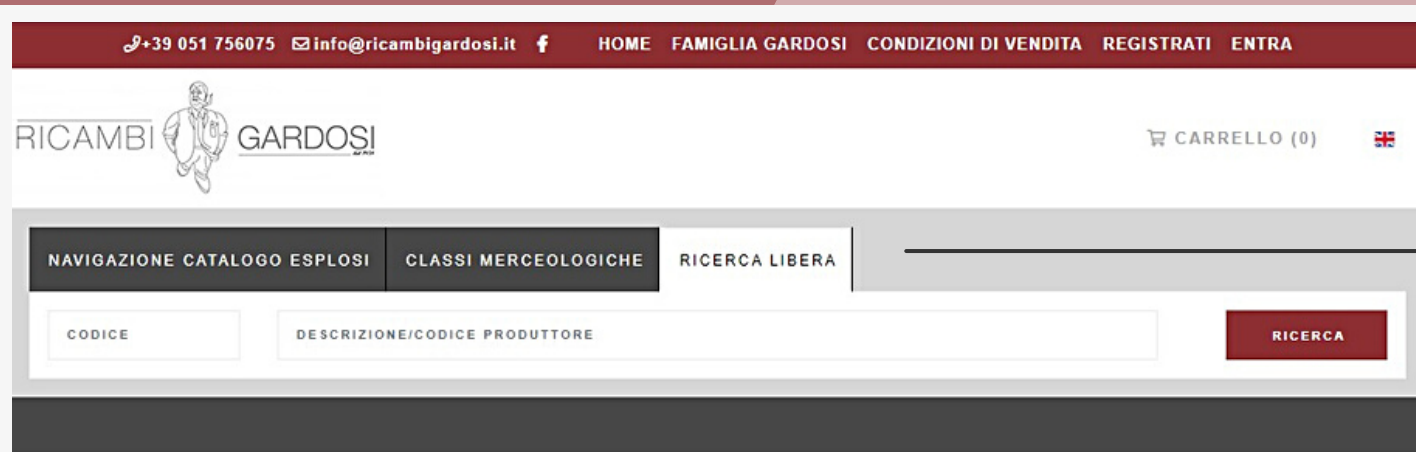 +39 051 756075 info@ricambigardosi.it f HOME FAMIGLIA GARDOSI CONDIZIONI DI VENDITA REGISTRATI ENTRA
RICAMBI GARDOSI
CARRELLO (0)
NAVIGAZIONE CATALOGO ESPLOSI CLASSI MERCEOLOGICHE RICERCA LIBERA
CODICE DESCRIZIONE/CODICE PRODUTTORE RICERCA